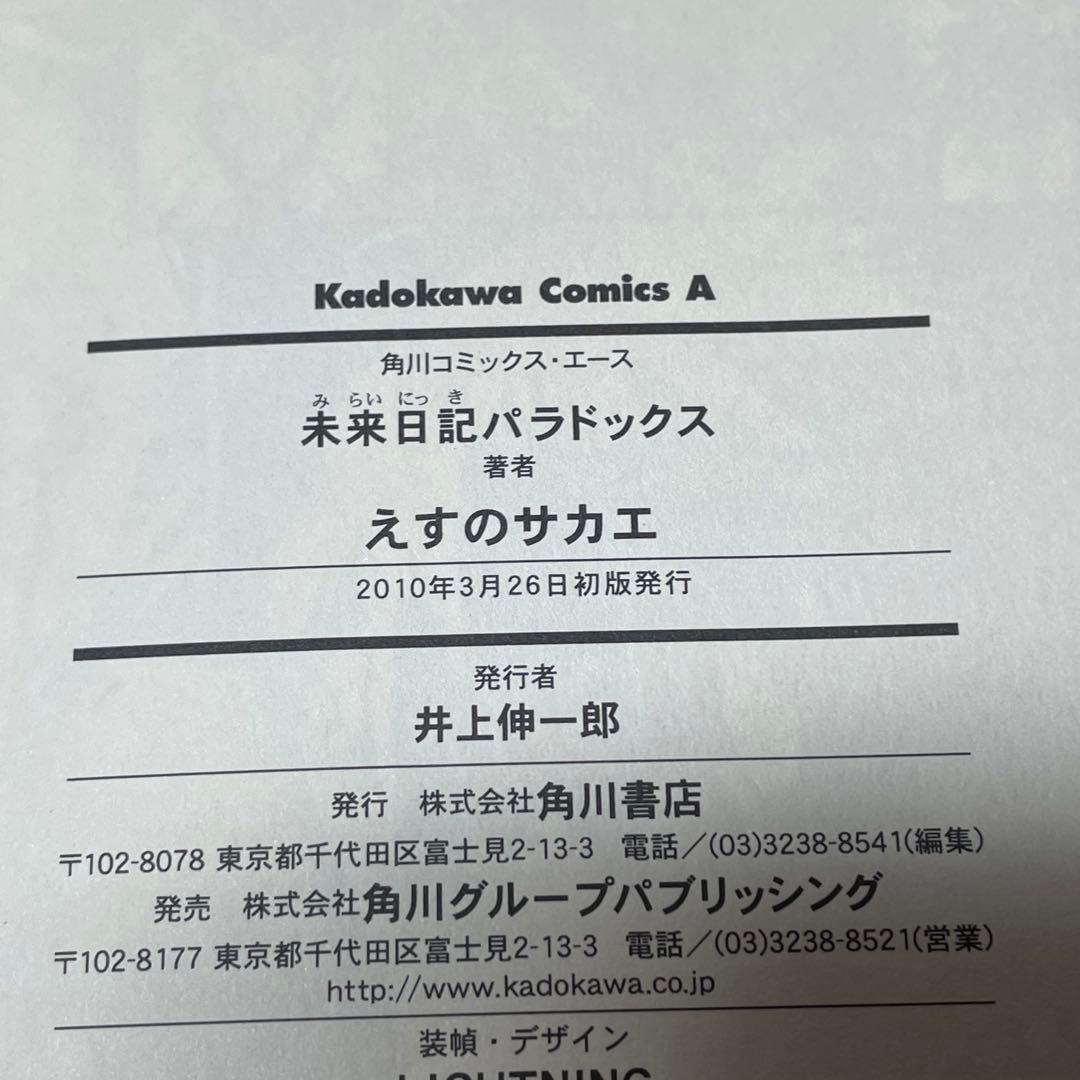 Kadokawa Comics A
角川コミックス・エース
み らい にっ き
未来日記パラドックス
著者
えすのサカエ
2010年3月26日初版発行
発行者
井上伸一郎
発行 株式会社角川書店
〒102-8078 東京都千代田区富士見2-13-3 電話／(03)3238-8541(編集)
発売 株式会社角川グループパブリッシング
〒102-8177 東京都千代田区富士見2-13-3 電話／(03)3238-8521(営業)
http://www.kadokawa.co.jp
装幀・デザイン
LIGHTNING